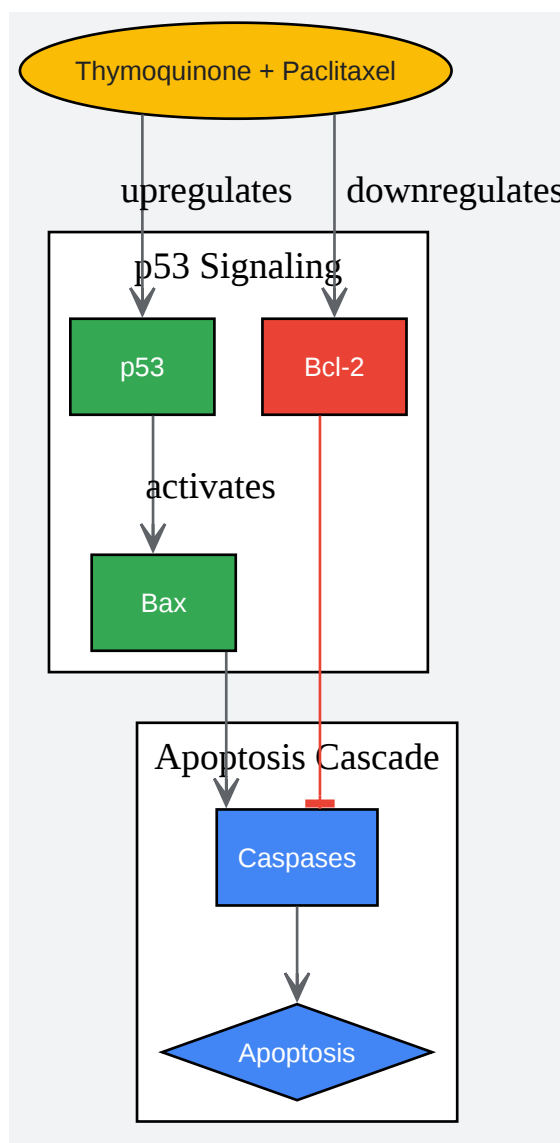 Thymoquinone + Paclitaxel
upregulates
downregulates
p53 Signaling
p53
Bcl-2
activates
Bax
Apoptosis Cascade
Caspases
Apoptosis